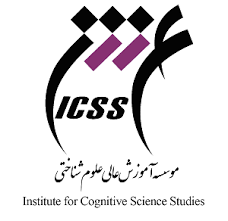 ICSS
موسسه آموزش عالی علوم شناختی
Institute for Cognitive Science Studies